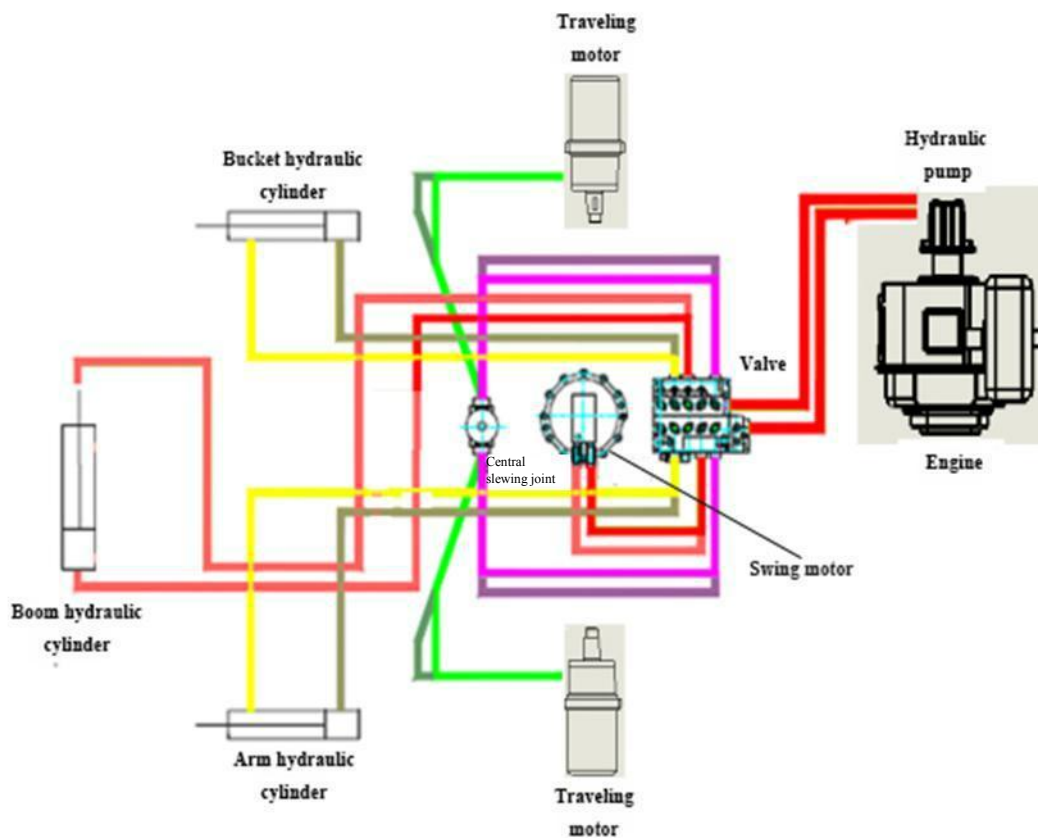 Traveling
motor
Bucket hydraulic
cylinder
Hydraulic
pump
Valve
Central
slewing joint
Engine
Swing motor
Boom hydraulic
cylinder
Arm hydraulic
cylinder
Traveling
motor